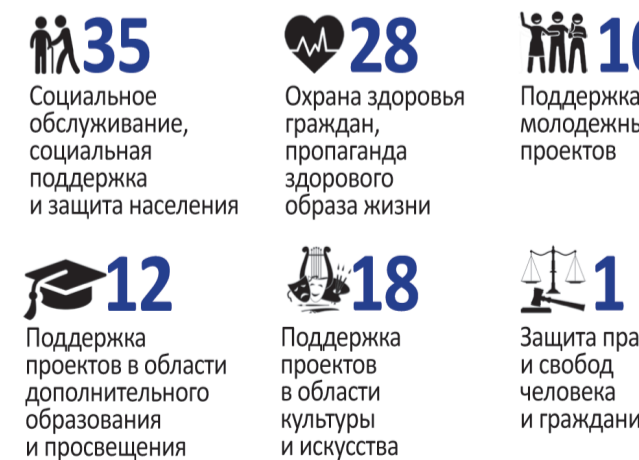 35
Социальное
обслуживание,
социальная
поддержка
и защита населения
28
Охрана здоровья
граждан,
пропаганда
здорового
образа жизни
Поддержка
проектов
12
Поддержка
проектов в области
дополнительного
образования
и просвещения
18
Поддержка
проектов
в области
культуры
и искусства
1
Защита
и свобод
человека
и